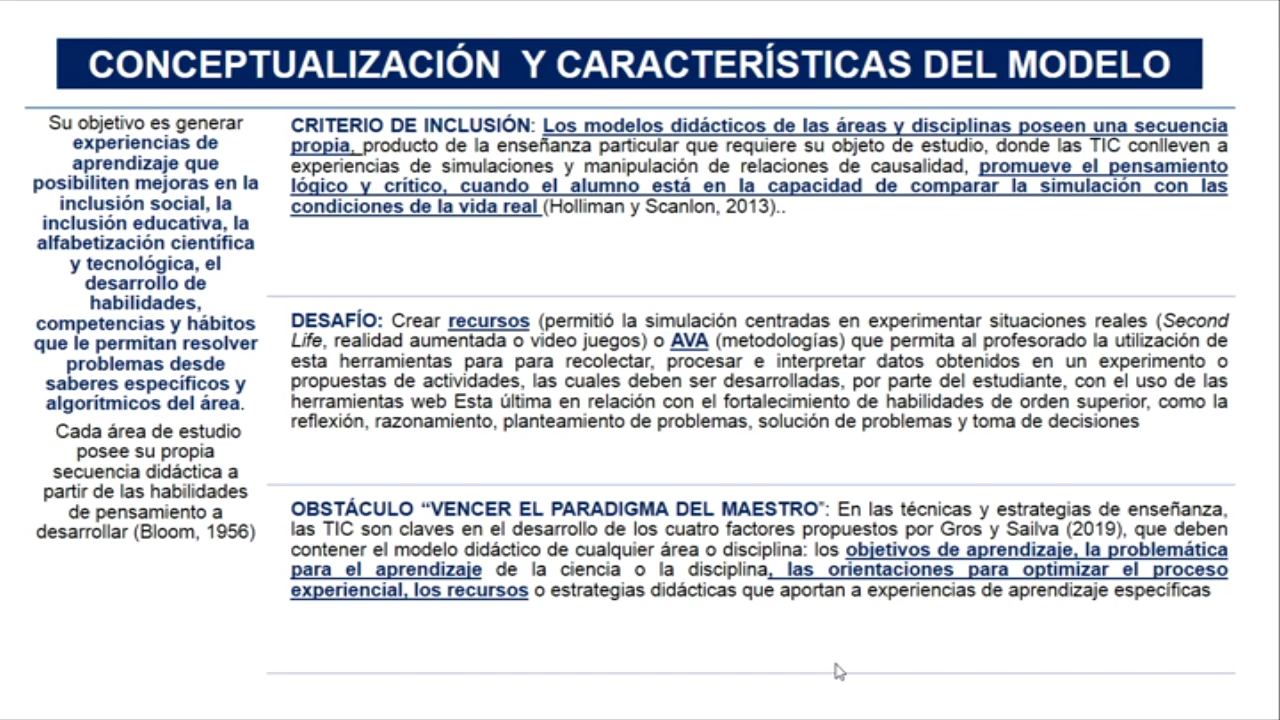 CONCEPTUALIZACIÓN Y CARACTERÍSTICAS DEL MODELO
Su objetivo es generar
experiencias de
aprendizaje que
posibiliten mejoras en la
inclusión social, la
inclusión educativa, la
alfabetización científica
y tecnológica, el
desarrollo de
habilidades,
competencias y hábitos
que le permitan resolver
problemas desde
saberes específicos y
algorítmicos del área.
Cada área de estudio
posee su propia
secuencia didáctica a
partir de las habilidades
de pensamiento a
desarrollar (Bloom, 1956)
CRITERIO DE INCLUSIÓN: Los modelos didácticos de las áreas y disciplinas poseen una secuencia
propia, producto de la enseñanza particular que requiere su objeto de estudio, donde las TIC conlleven a
experiencias de simulaciones y manipulación de relaciones de causalidad, promueve el pensamiento
lógico y crítico, cuando el alumno está en la capacidad de comparar la simulación con las
condiciones de la vida real (Holliman y Scanlon, 2013)..
DESAFÍO: Crear recursos (permitió la simulación centradas en experimentar situaciones reales (Second
Life, realidad aumentada o video juegos) o AVA (metodologías) que permita al profesorado la utilización de
esta herramientas para para recolectar, procesar e interpretar datos obtenidos en un experimento o
propuestas de actividades, las cuales deben ser desarrolladas, por parte del estudiante, con el uso de las
herramientas web Esta última en relación con el fortalecimiento de habilidades de orden superior, como la
reflexión, razonamiento, planteamiento de problemas, solución de problemas y toma de decisiones
OBSTÁCULO “VENCER EL PARADIGMA DEL MAESTRO”: En las técnicas y estrategias de enseñanza,
las TIC son claves en el desarrollo de los cuatro factores propuestos por Gros y Sailva (2019), que deben
contener el modelo didáctico de cualquier área o disciplina: los objetivos de aprendizaje, la problemática
para el aprendizaje de la ciencia o la disciplina, las orientaciones para optimizar el proceso
experiencial, los recursos o estrategias didácticas que aportan a experiencias de aprendizaje específicas